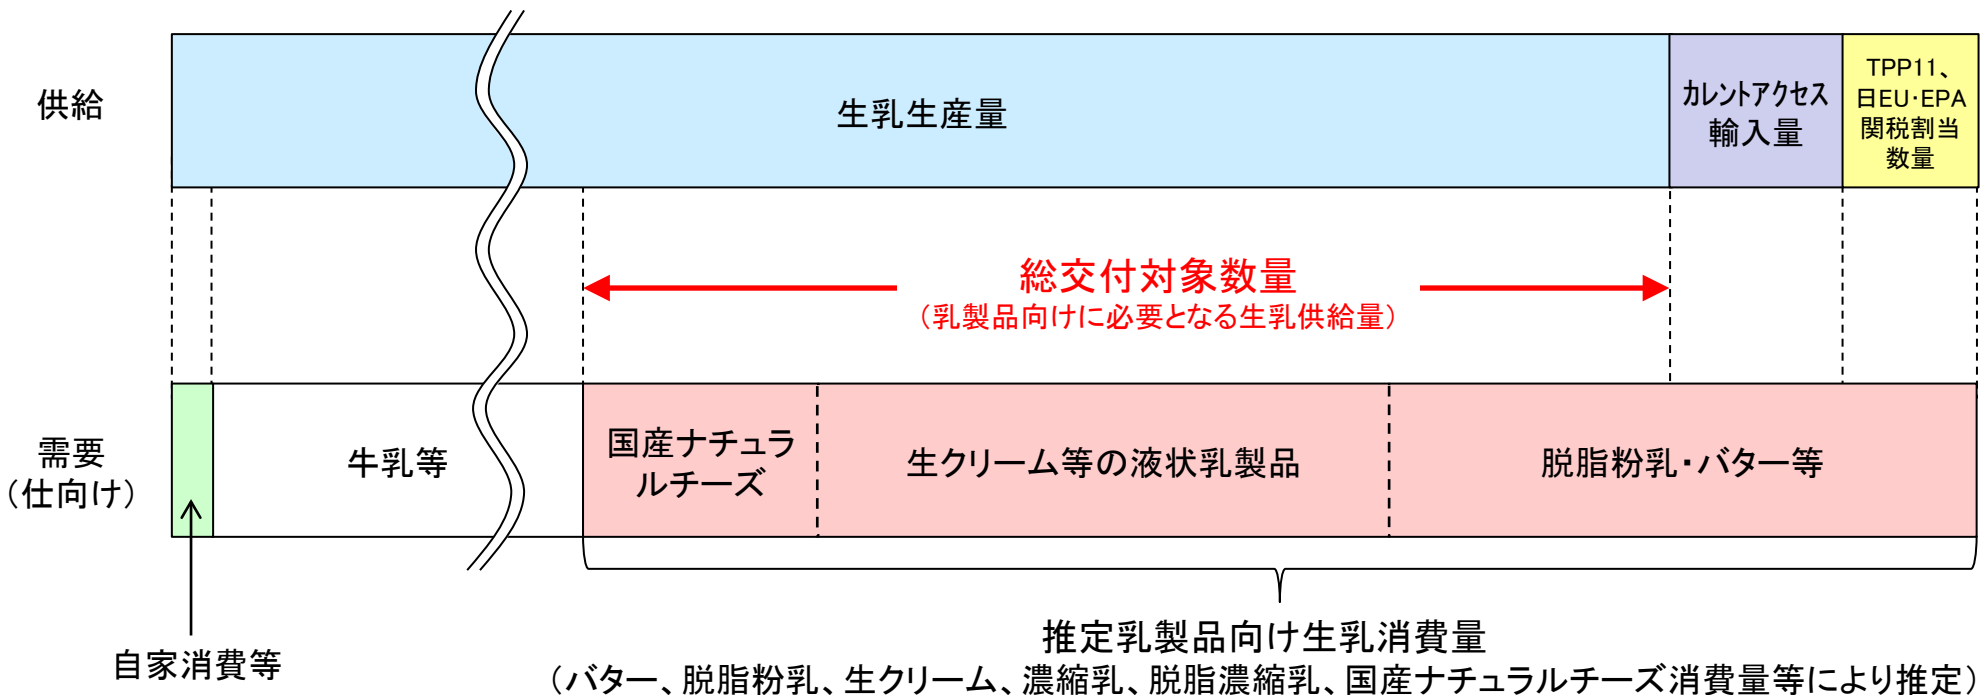 供給
生乳生産量
カレントアクセス
輸入量
TPP11、
日EU・EPA
関税割当
数量
総交付対象数量
（乳製品向けに必要となる生乳供給量）
需要
（仕向け）
牛乳等
国産ナチュラ
ルチーズ
生クリーム等の液状乳製品
脱脂粉乳・バター等
自家消費等
推定乳製品向け生乳消費量
（バター、脱脂粉乳、生クリーム、濃縮乳、脱脂濃縮乳、国産ナチュラルチーズ消費量等により推定）